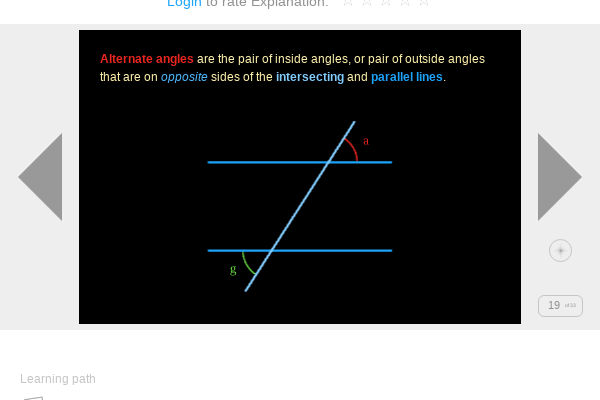 Login to rate Explanation:
Alternate angles are the pair of inside angles, or pair of outside angles
that are on opposite sides of the intersecting and parallel lines.
a
g
19
Learning path